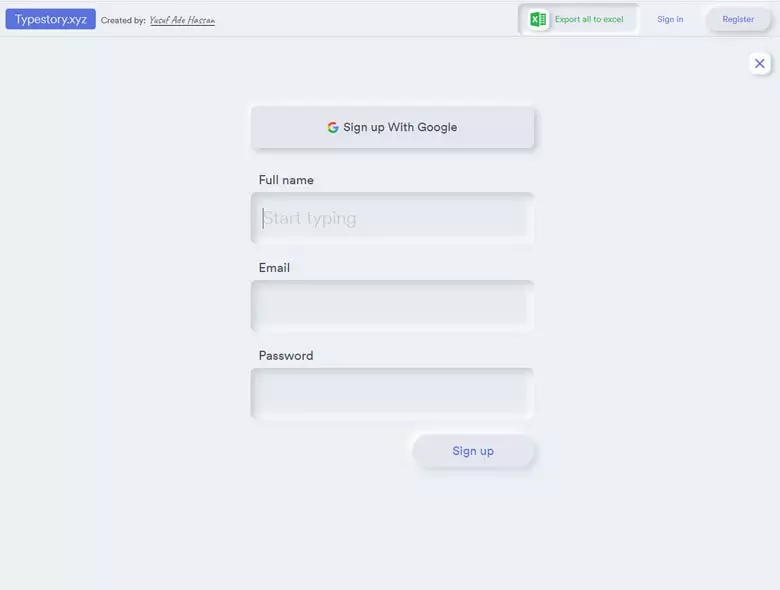 Typestory.xyz Created by: Yusuf Ade Hassan Export all to excel Sign in Register
Sign up With Google
Full name
Start typing
Email
Password
Sign up